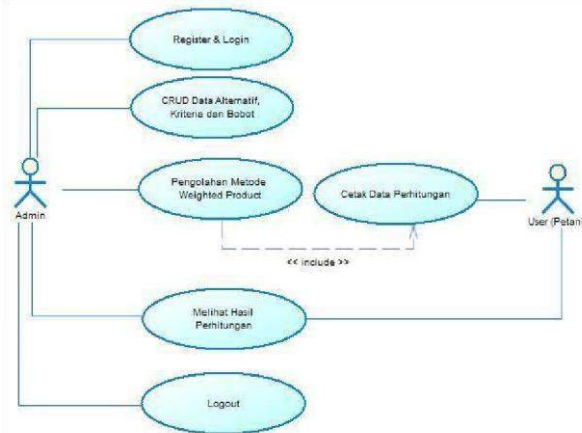 Register & Login
CRUD Data Alternatif,
Kriteria dan Bobot
Pengolahan Metode
Weighted Product
Cetak Data Perhitungan
Admin
User (Petani
<< include >>
Melihat Hasil
Perhitungan
Logout